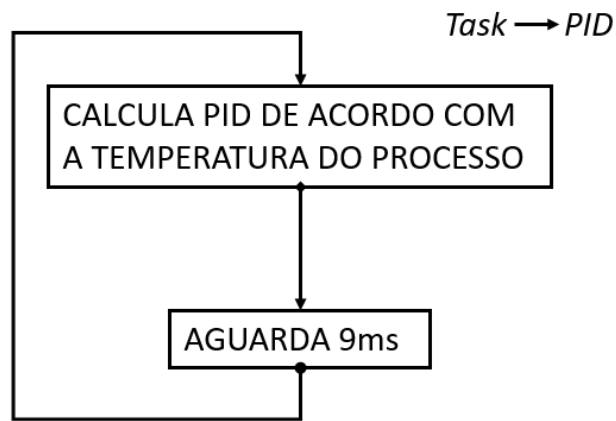 Task → PID
CALCULA PID DE ACORDO COM
A TEMPERATURA DO PROCESSO
AGUARDA 9ms